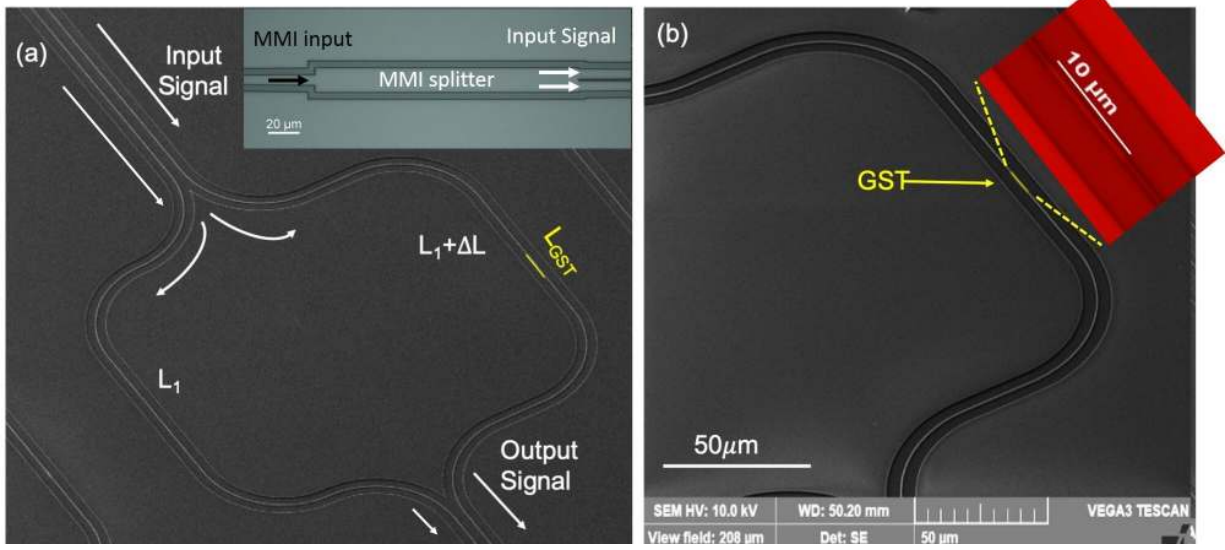 (a)
Input
Signal
MMI input
Input Signal
MMI splitter
20 µm
L₁+ΔL
L_GST
L₁
Output
Signal
(b)
10 µm
GST
50µm
SEM HV: 10.0 kV
WD: 50.20 mm
VEGA3 TESCAN
View field: 208 µm
Det: SE
50 µm